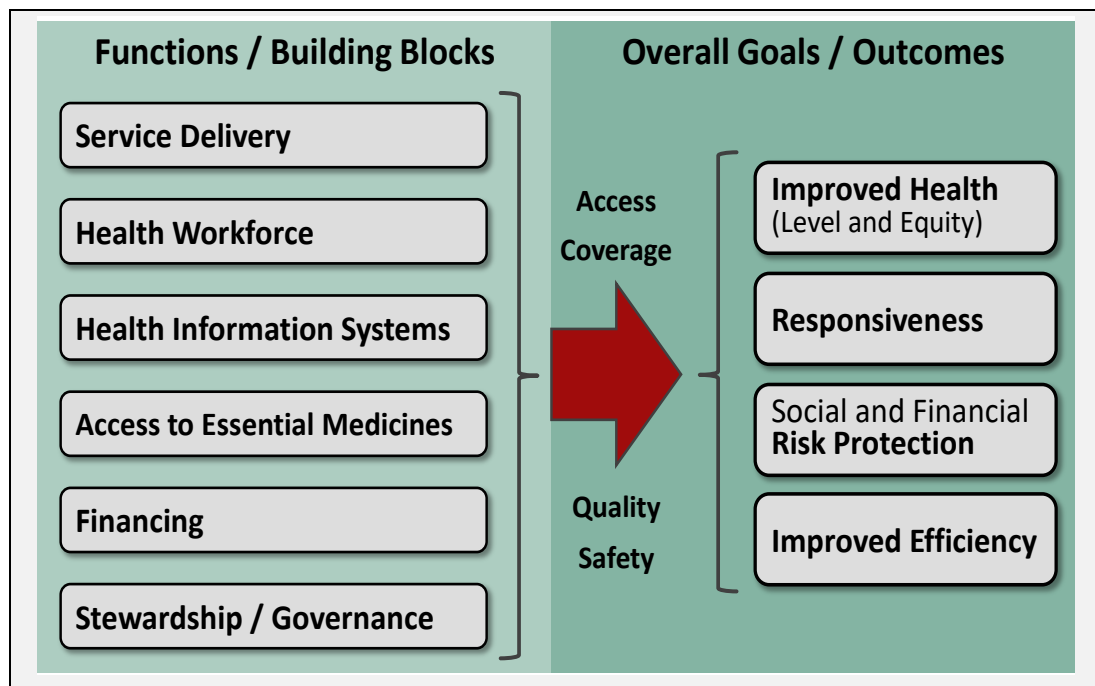 Functions / Building Blocks
Service Delivery
Health Workforce
Health Information Systems
Access to Essential Medicines
Financing
Stewardship / Governance
Overall Goals / Outcomes
Access
Coverage
Quality
Safety
Improved Health
(Level and Equity)
Responsiveness
Social and Financial
Risk Protection
Improved Efficiency